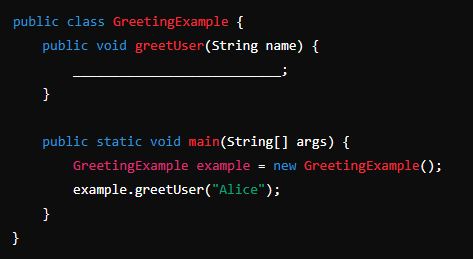 public class GreetingExample {
    public void greetUser(String name) {
        ___________________________;
    }

    public static void main(String[] args) {
        GreetingExample example = new GreetingExample();
        example.greetUser("Alice");
    }
}